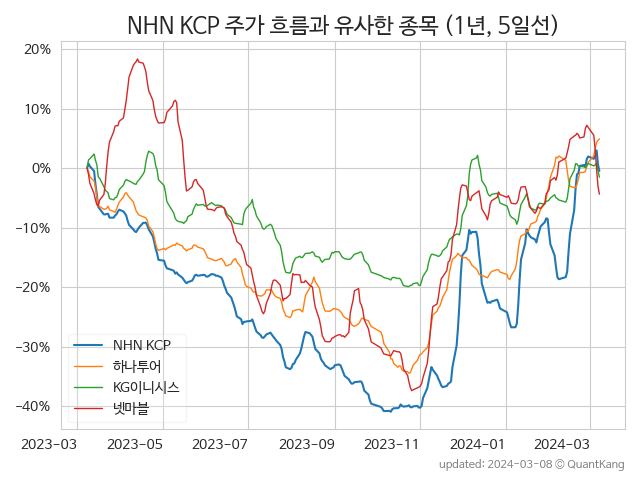 NHN KCP 주가 흐름과 유사한 종목 (1년, 5일선)
20%
10%
0%
−10%
−20%
−30%
−40%
NHN KCP
하나투어
KG이니시스
넷마블
2023-03
2023-05
2023-07
2023-09
2023-11
2024-01
2024-03
updated: 2024-03-08 © QuantKang